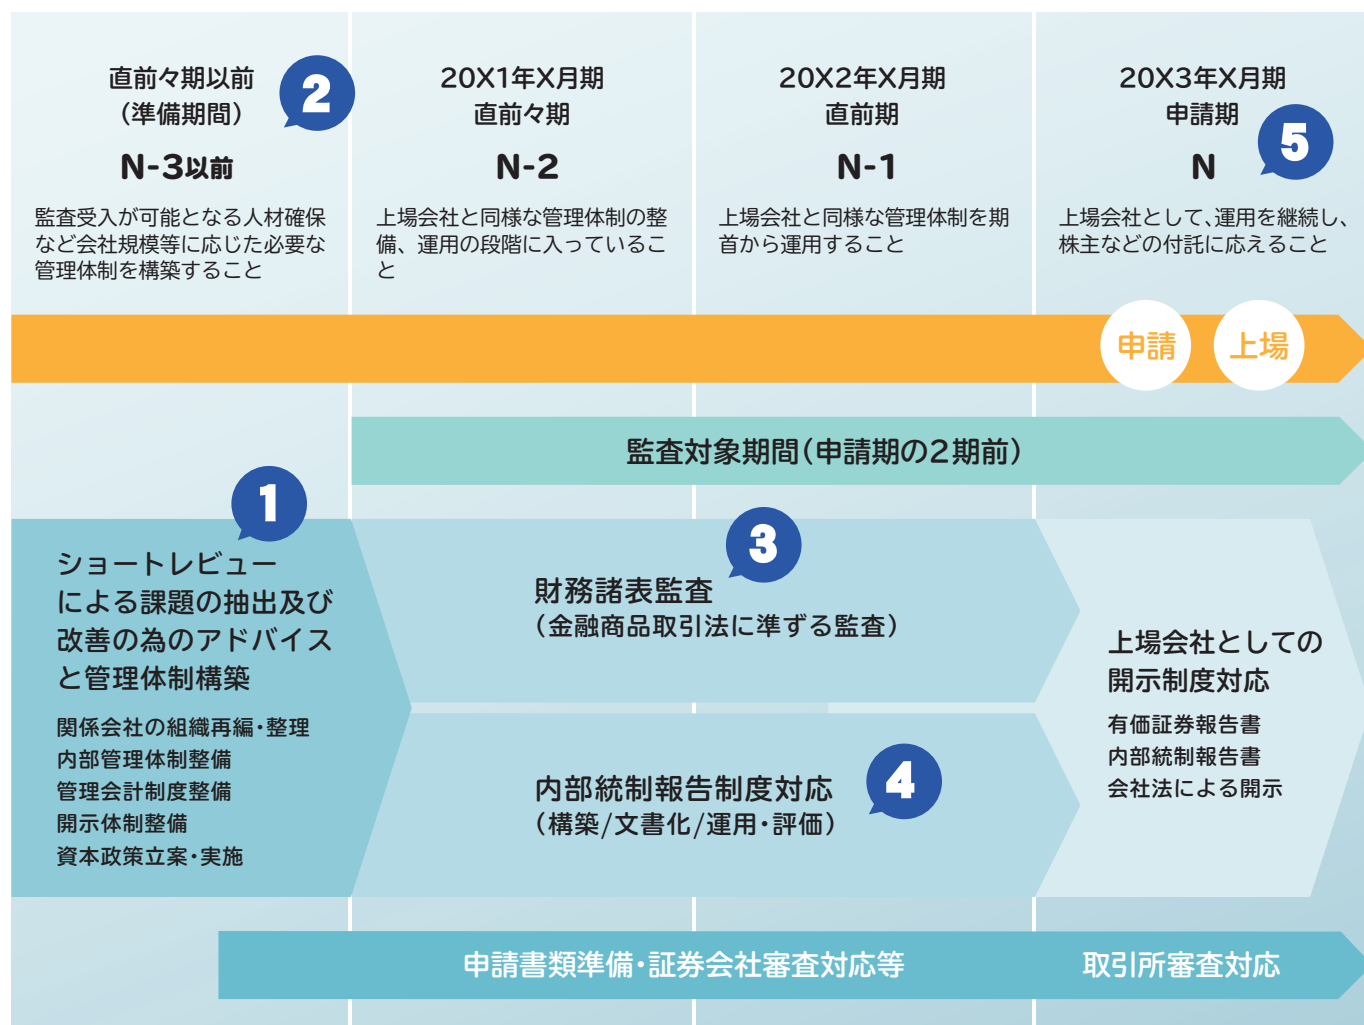 直前々期以前
（準備期間）
2
N-3以前
監査受入が可能となる人材確保
など会社規模等に応じた必要な
管理体制を構築すること
20X1年X月期
直前々期
N-2
上場会社と同様な管理体制の整
備、運用の段階に入っているこ
と
20X2年X月期
直前期
N-1
上場会社と同様な管理体制を期
首から運用すること
20X3年X月期
申請期
5
N
上場会社として、運用を継続し、
株主などの付託に応えること
申請
上場
監査対象期間（申請期の2期前）
1
ショートレビュー
による課題の抽出及び
改善の為のアドバイス
と管理体制構築
関係会社の組織再編・整理
内部管理体制整備
管理会計制度整備
開示体制整備
資本政策立案・実施
3
財務諸表監査
（金融商品取引法に準ずる監査）
4
内部統制報告制度対応
（構築/文書化/運用・評価）
上場会社としての
開示制度対応
有価証券報告書
内部統制報告書
会社法による開示
申請書類準備・証券会社審査対応等
取引所審査対応